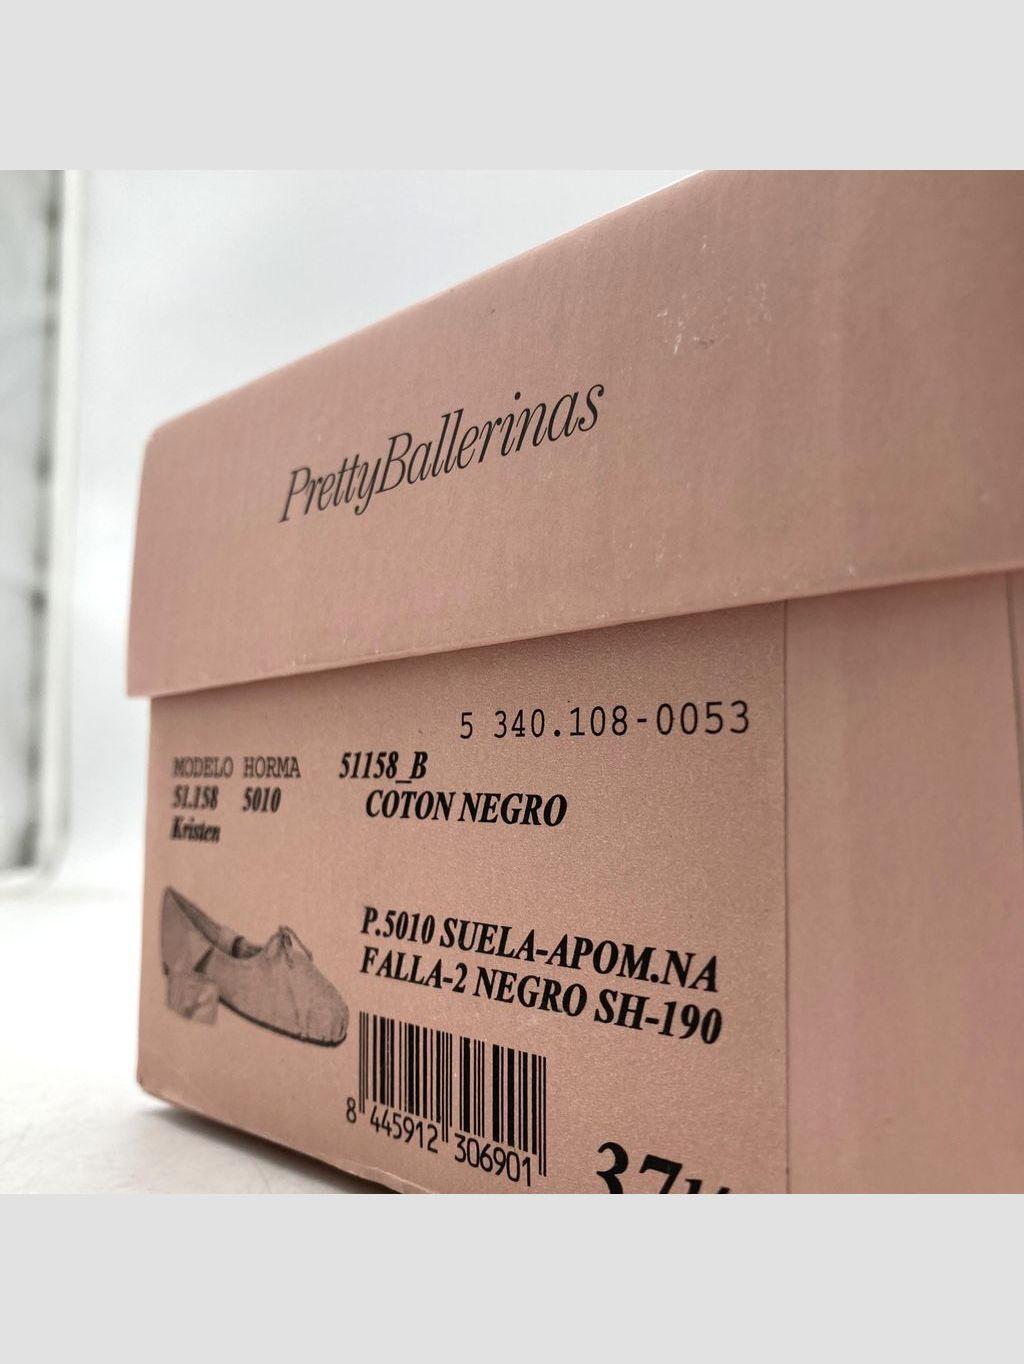 PrettyBallerinas
5 340.108-0053
MODELO HORMA 51158_B
51.158 5010 COTON NEGRO
Kristen
P.5010 SUELA-APOM.NA
FALLA-2 NEGRO SH-190
8 445912 306901